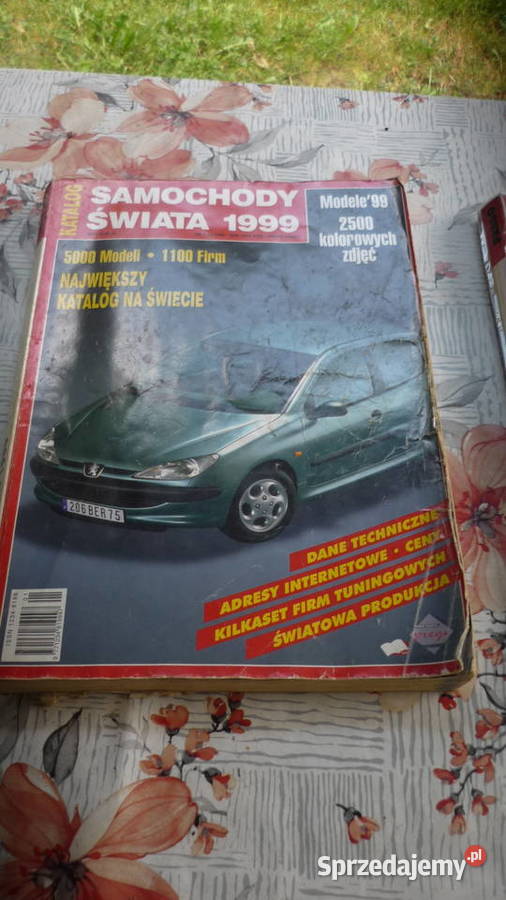 KATALOG
SAMOCHODY
ŚWIATA 1999
Modele'99
2500
kolorowych
zdjęć
5000 Modeli • 1100 Firm
NAJWIĘKSZY
KATALOG NA ŚWIECIE
206 BER 75
DANE TECHNICZNE
ADRESY INTERNETOWE • CENY
KILKASET FIRM TUNINGOWYCH
ŚWIATOWA PRODUKCJA
01
Sprzedajemy.pl